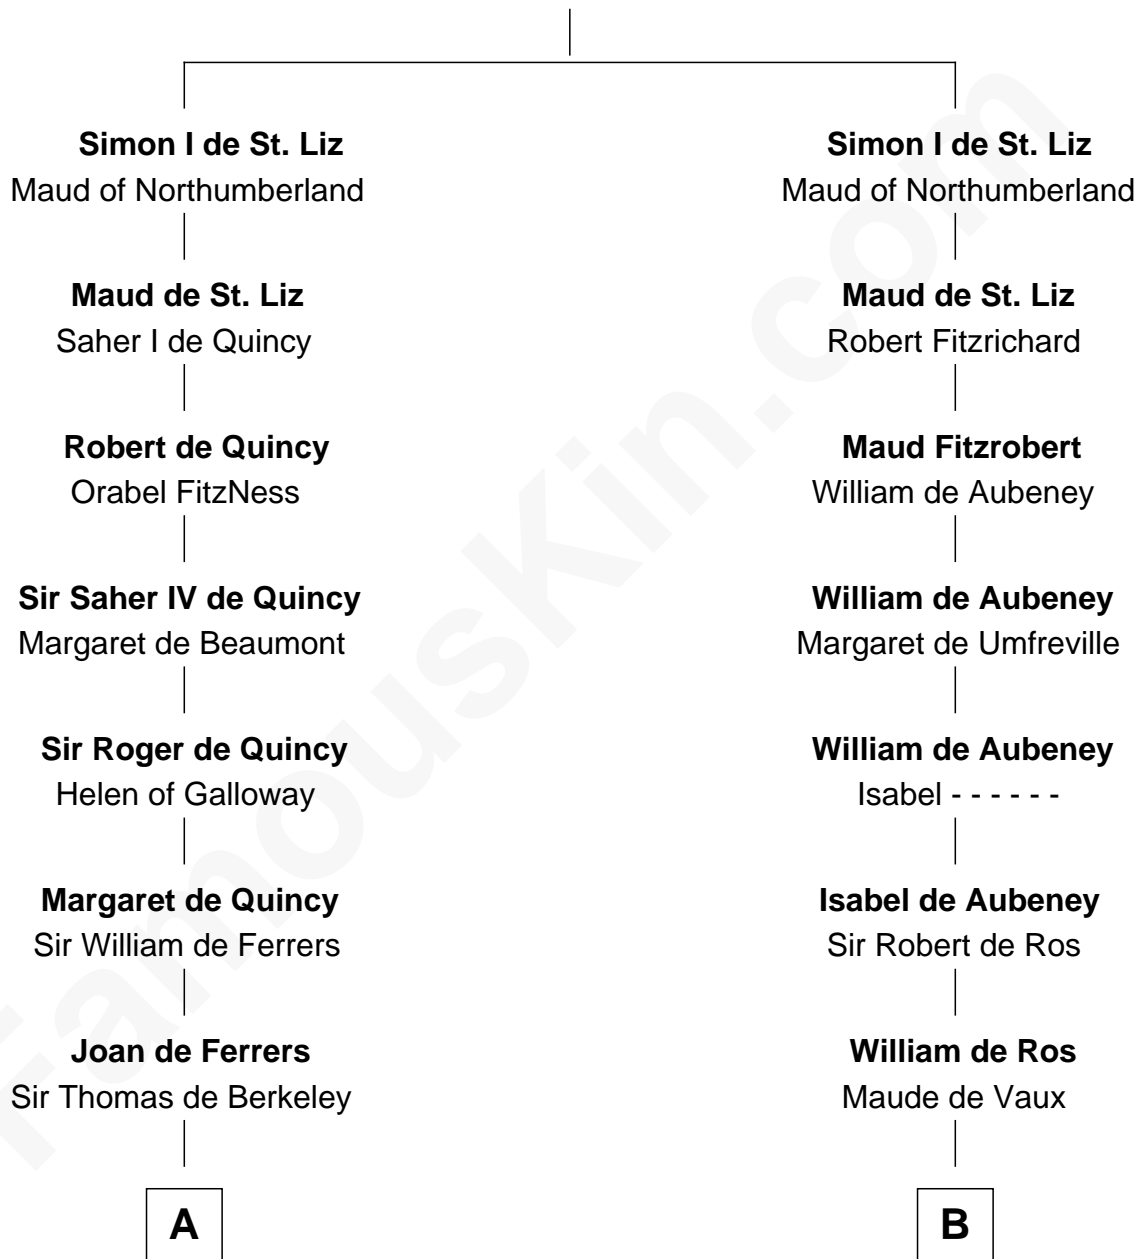 Simon I de St. Liz
Maud of Northumberland
Maud de St. Liz
Saher I de Quincy
Robert de Quincy
Orabel FitzNess
Sir Saher IV de Quincy
Margaret de Beaumont
Sir Roger de Quincy
Helen of Galloway
Margaret de Quincy
Sir William de Ferrers
Joan de Ferrers
Sir Thomas de Berkeley
A
Simon I de St. Liz
Maud of Northumberland
Maud de St. Liz
Robert Fitzrichard
Maud Fitzrobert
William de Aubeney
William de Aubeney
Margaret de Umfreville
William de Aubeney
Isabel - - - - - -
Isabel de Aubeney
Sir Robert de Ros
William de Ros
Maude de Vaux
B
FamousKin.com